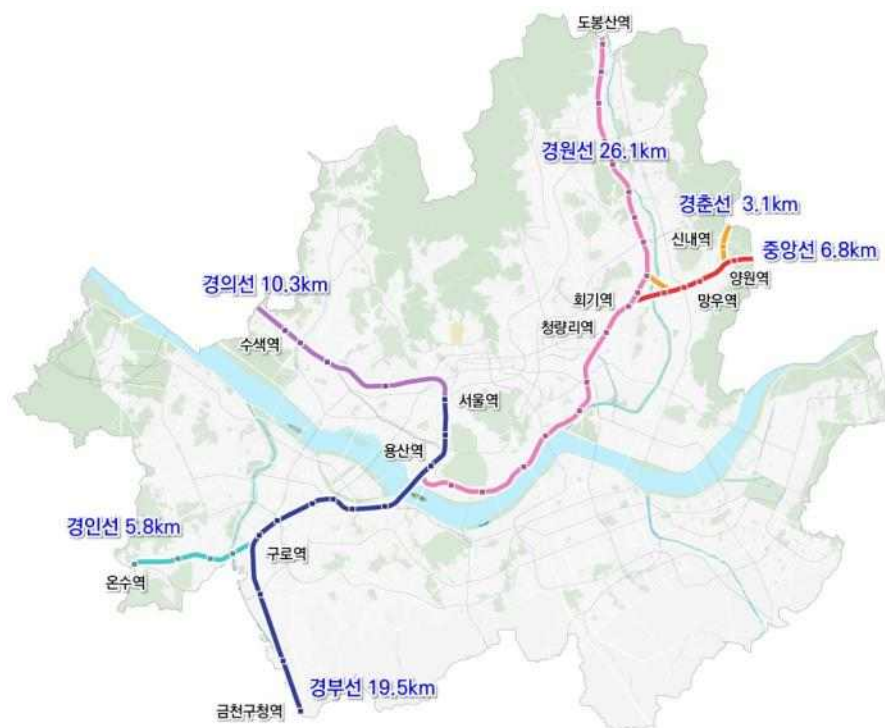 도봉산역
경원선 26.1km
경춘선 3.1km
신내역
중앙선 6.8km
양원역
경의선 10.3km
회기역
망우역
청량리역
수색역
서울역
용산역
경인선 5.8km
구로역
온수역
경부선 19.5km
금천구청역